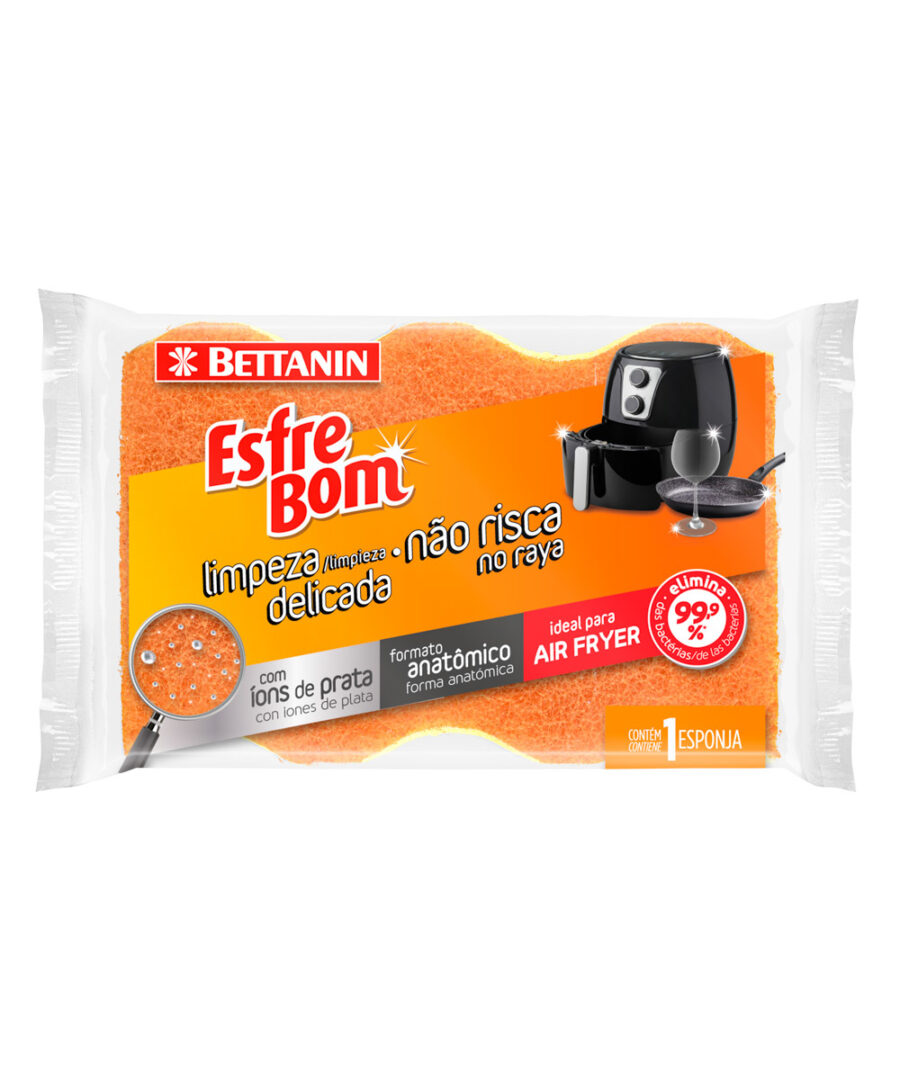 BETTANIN
Esfre
Bom
limpeza/limpieza • não risca
delicada no raya
com
íons de prata
con iones de plata
formato
anatômico
forma anatómica
ideal para
AIR FRYER
elimina
99,9
%*
das bactérias/de las bacterias
CONTÉM
CONTIENE
1 ESPONJA